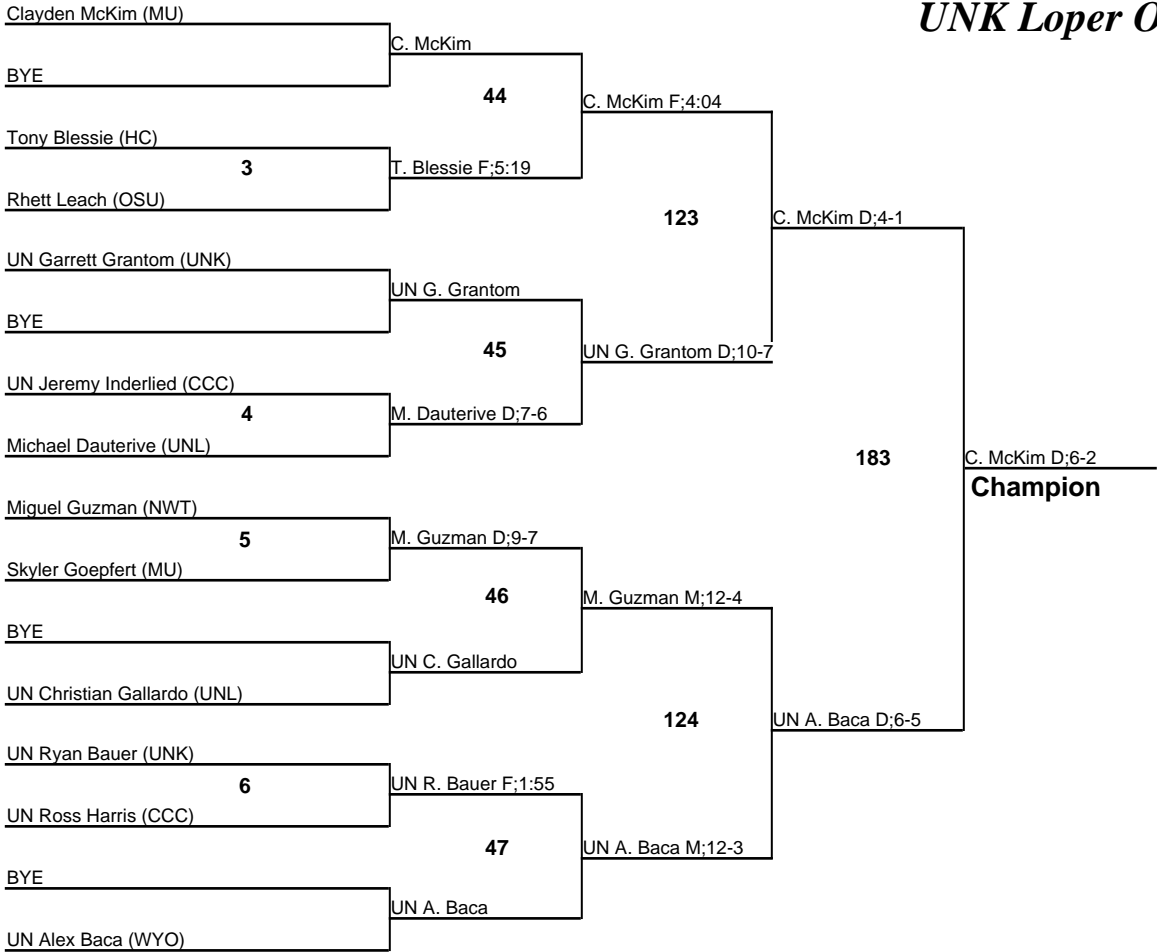 UNK Loper O
Clayden McKim (MU)
C. McKim
BYE
44
C. McKim F;4:04
Tony Blessie (HC)
3
T. Blessie F;5:19
Rhett Leach (OSU)
123
C. McKim D;4-1
UN Garrett Grantom (UNK)
UN G. Grantom
BYE
45
UN G. Grantom D;10-7
UN Jeremy Inderlied (CCC)
4
M. Dauterive D;7-6
Michael Dauterive (UNL)
183
C. McKim D;6-2
Champion
Miguel Guzman (NWT)
5
M. Guzman D;9-7
Skyler Goepfert (MU)
46
M. Guzman M;12-4
BYE
UN C. Gallardo
UN Christian Gallardo (UNL)
124
UN A. Baca D;6-5
UN Ryan Bauer (UNK)
6
UN R. Bauer F;1:55
UN Ross Harris (CCC)
47
UN A. Baca M;12-3
BYE
UN A. Baca
UN Alex Baca (WYO)